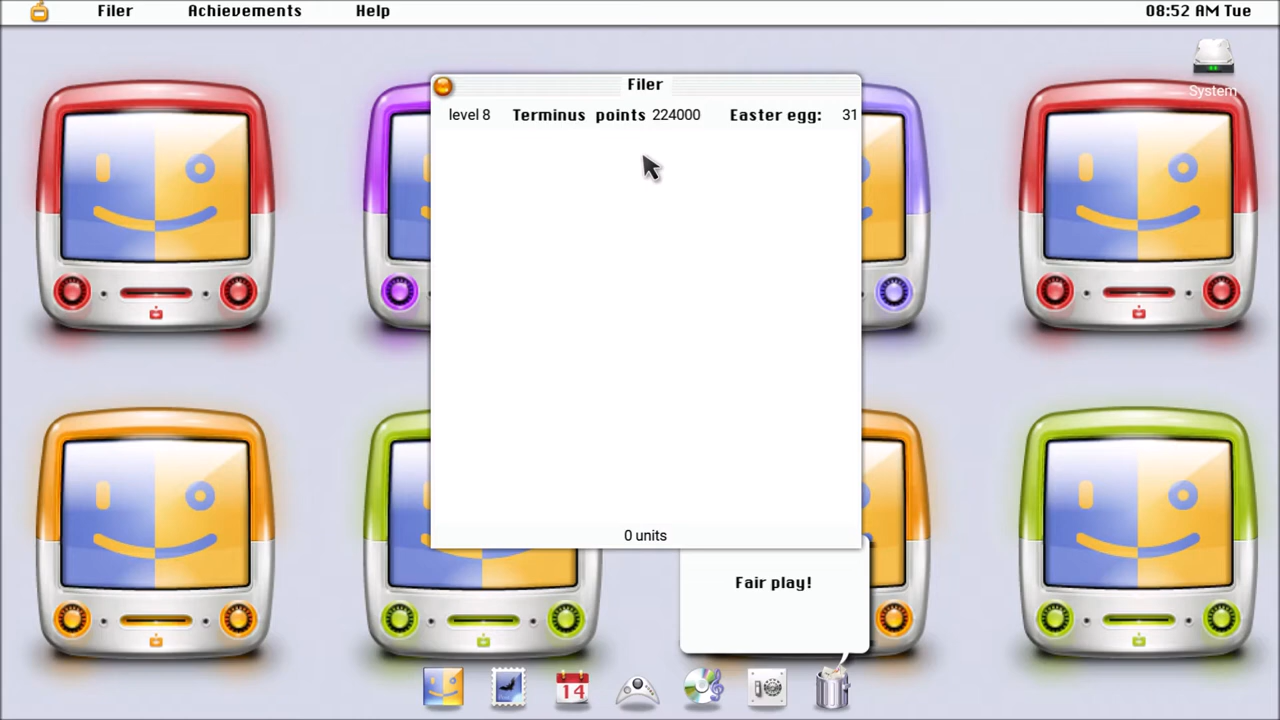 Filer Achievements Help 08:52 AM Tue
System
Filer
level 8 Terminus points 224000 Easter egg: 31
0 units
Fair play!
14